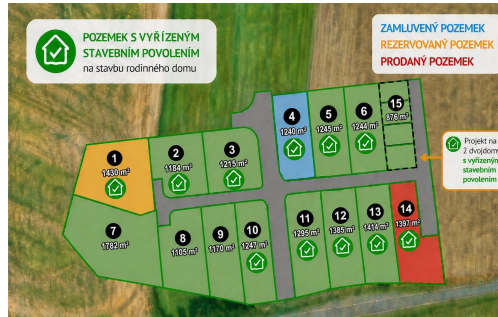 POZEMEK S VYŘÍZENÝM
STAVEBNÍM POVOLENÍM
na stavbu rodinného domu
ZAMLUVENÝ POZEMEK
REZERVOVANÝ POZEMEK
PRODANÝ POZEMEK
1
1430 m²
2
1184 m²
3
1215 m²
4
1240 m²
5
1245 m²
6
1244 m²
15
876 m²
Projekt na
2 dvojdomy
s vyřízeným
stavebním
povolením
7
1782 m²
8
1105 m²
9
1170 m²
10
1247 m²
11
1295 m²
12
1385 m²
13
1414 m²
14
1397 m²